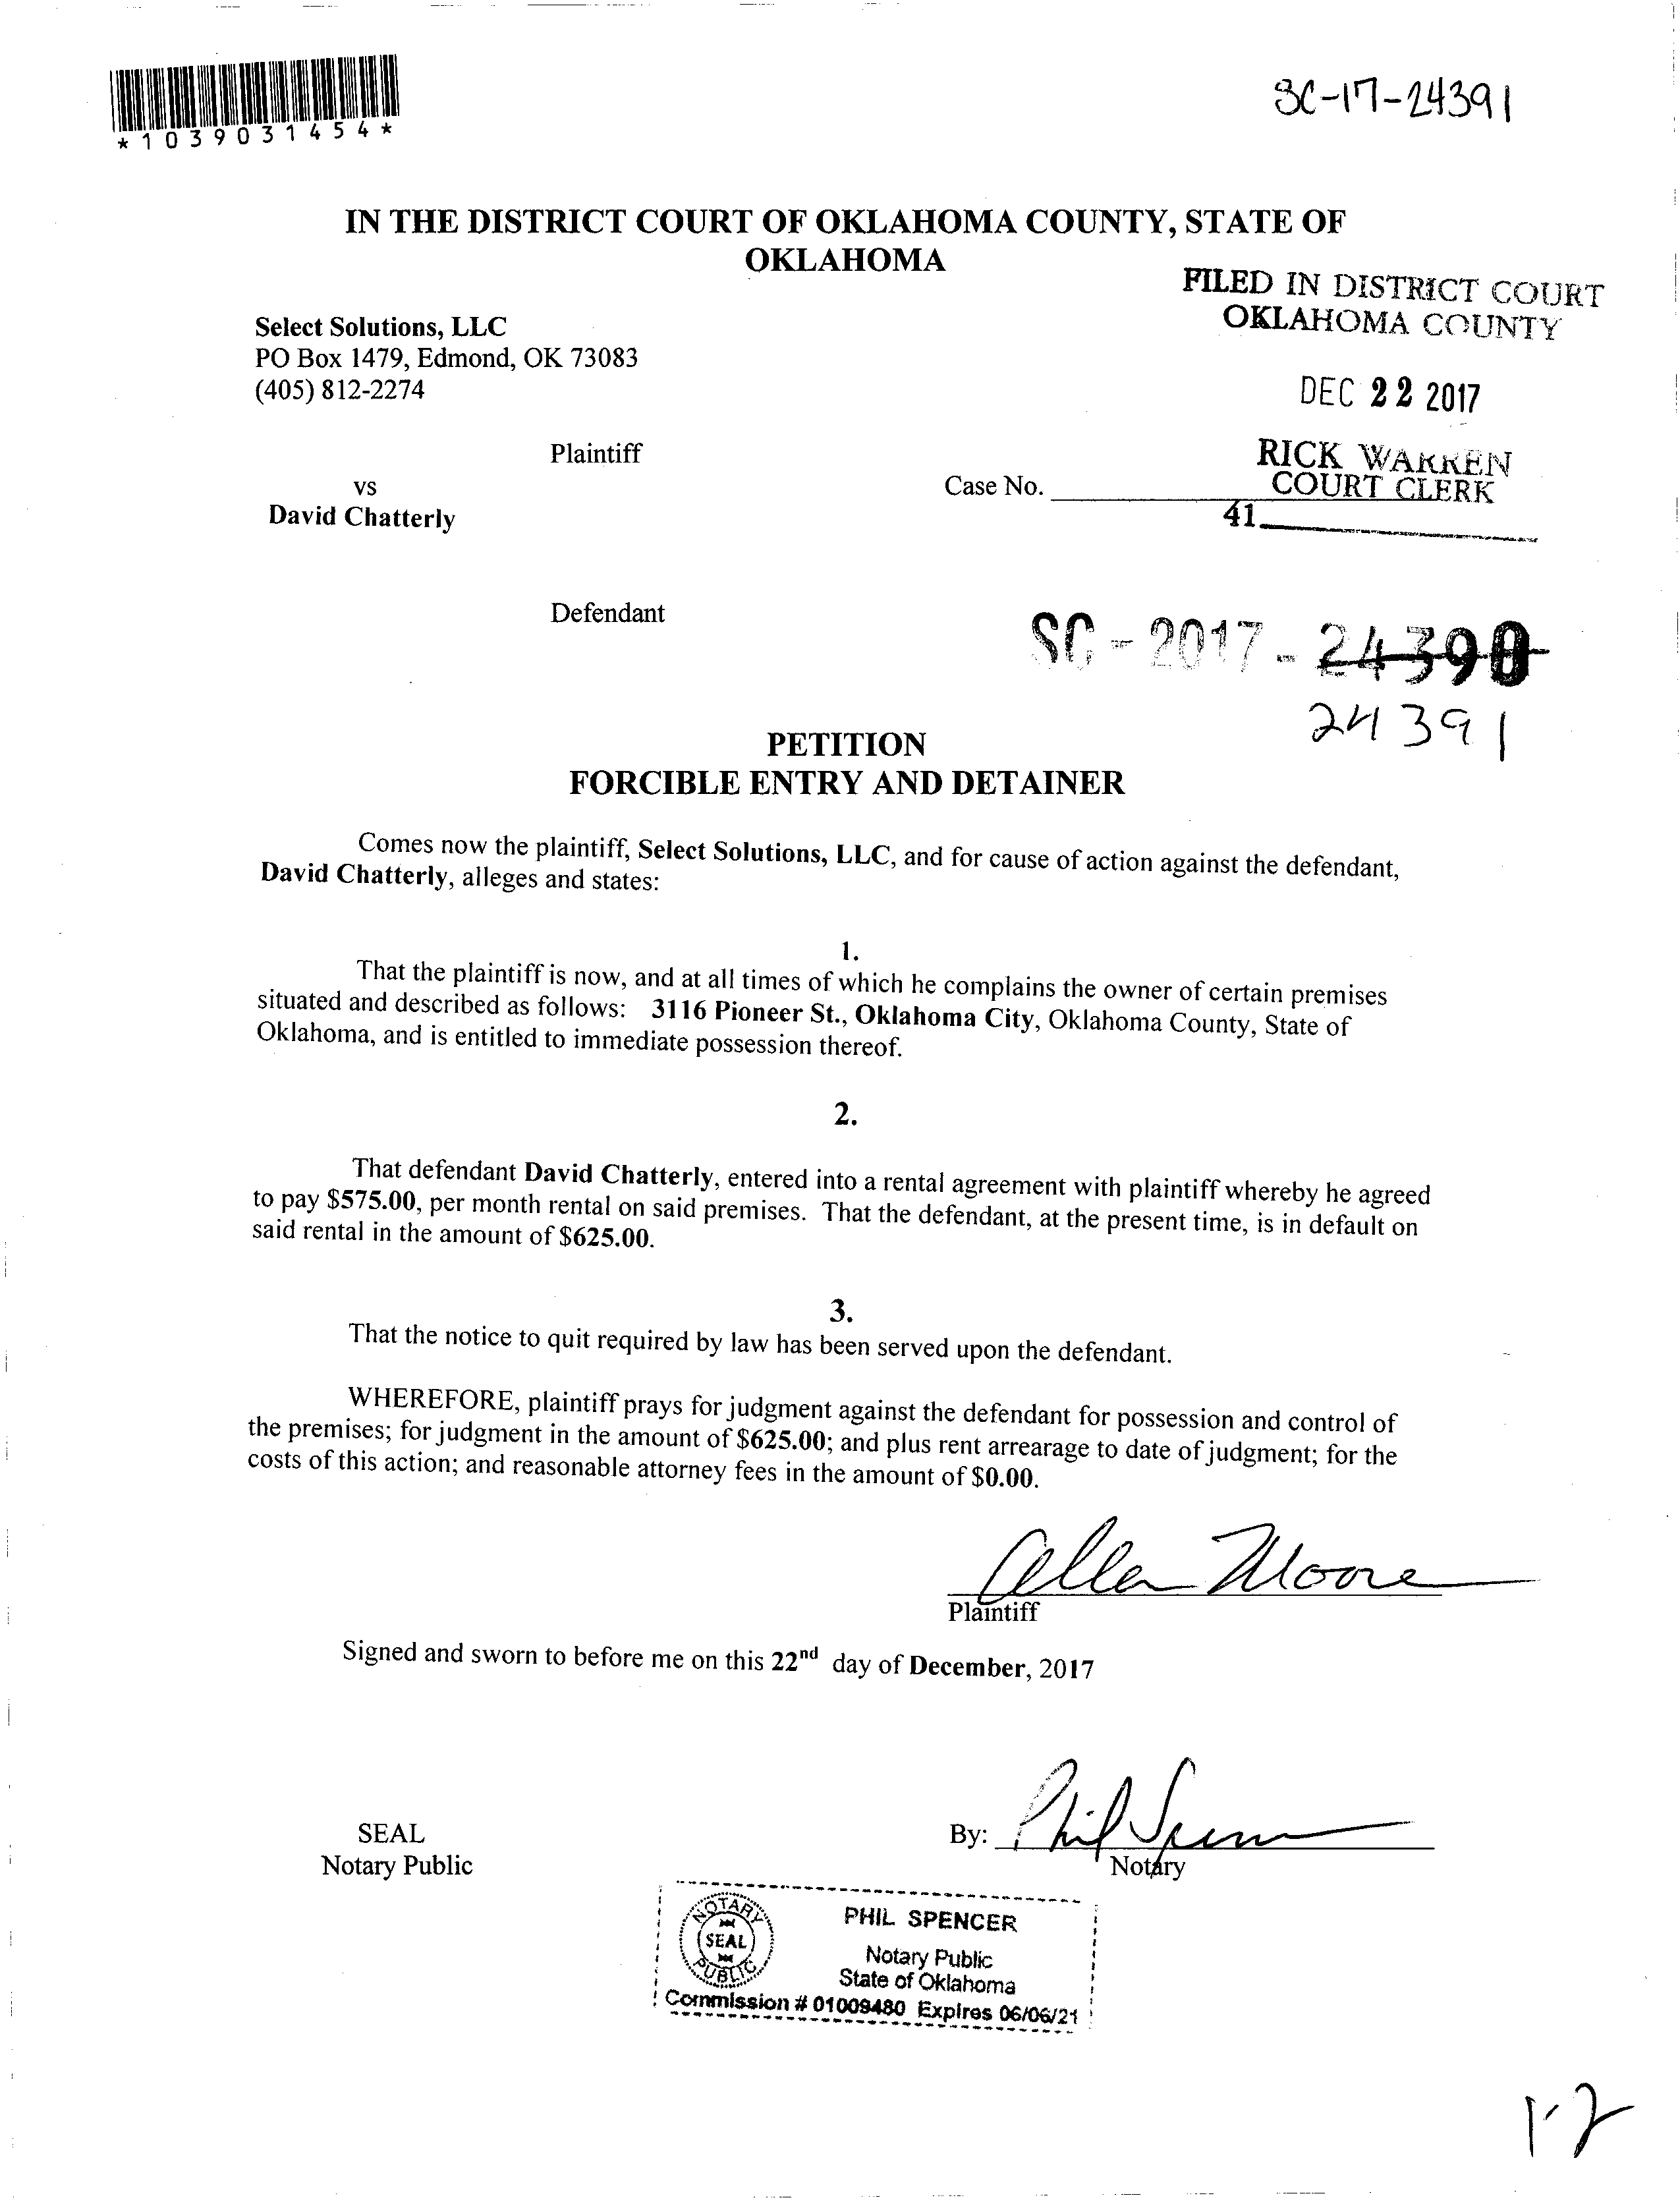 *1039031454*
SC-17-24391
IN THE DISTRICT COURT OF OKLAHOMA COUNTY, STATE OF
OKLAHOMA
FILED IN DISTRICT COURT
OKLAHOMA COUNTY
Select Solutions, LLC
PO Box 1479, Edmond, OK 73083
(405) 812-2274
DEC 22 2017
Plaintiff
RICK WARREN
COURT CLERK
vs
Case No.
41
David Chatterly
Defendant
SC-2017-24390
24391
PETITION
FORCIBLE ENTRY AND DETAINER
Comes now the plaintiff, Select Solutions, LLC, and for cause of action against the defendant,
David Chatterly, alleges and states:
1.
That the plaintiff is now, and at all times of which he complains the owner of certain premises
situated and described as follows: 3116 Pioneer St., Oklahoma City, Oklahoma County, State of
Oklahoma, and is entitled to immediate possession thereof.
2.
That defendant David Chatterly, entered into a rental agreement with plaintiff whereby he agreed
to pay $575.00, per month rental on said premises. That the defendant, at the present time, is in default on
said rental in the amount of $625.00.
3.
That the notice to quit required by law has been served upon the defendant.
WHEREFORE, plaintiff prays for judgment against the defendant for possession and control of
the premises; for judgment in the amount of $625.00; and plus rent arrearage to date of judgment; for the
costs of this action; and reasonable attorney fees in the amount of $0.00.
Allen Moore
Plaintiff
Signed and sworn to before me on this 22nd day of December, 2017
SEAL
Notary Public
By: Phil Spencer
Notary
NOTARY
SEAL
PUBLIC
PHIL SPENCER
Notary Public
State of Oklahoma
Commission # 01009480 Expires 06/06/21